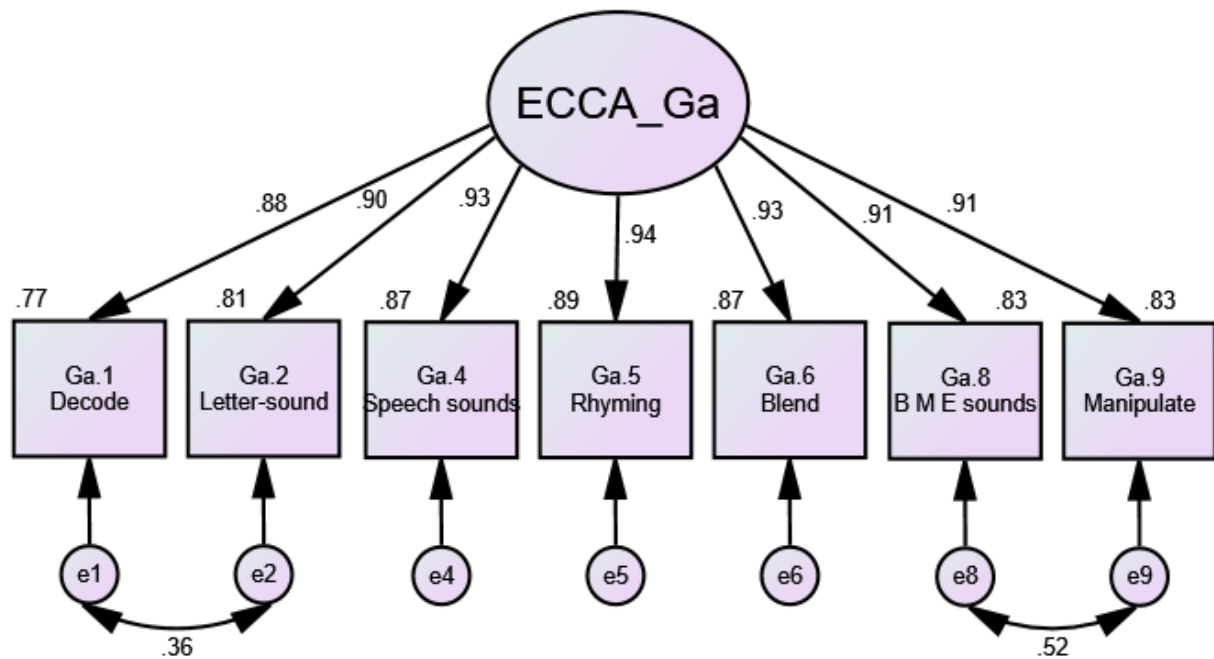 ECCA_Ga
.88
.90
.93
.94
.93
.91
.91
.77
.81
.87
.89
.87
.83
.83
Ga.1
Decode
Ga.2
Letter-sound
Ga.4
Speech sounds
Ga.5
Rhyming
Ga.6
Blend
Ga.8
B M E sounds
Ga.9
Manipulate
e1
e2
e4
e5
e6
e8
e9
.36
.52